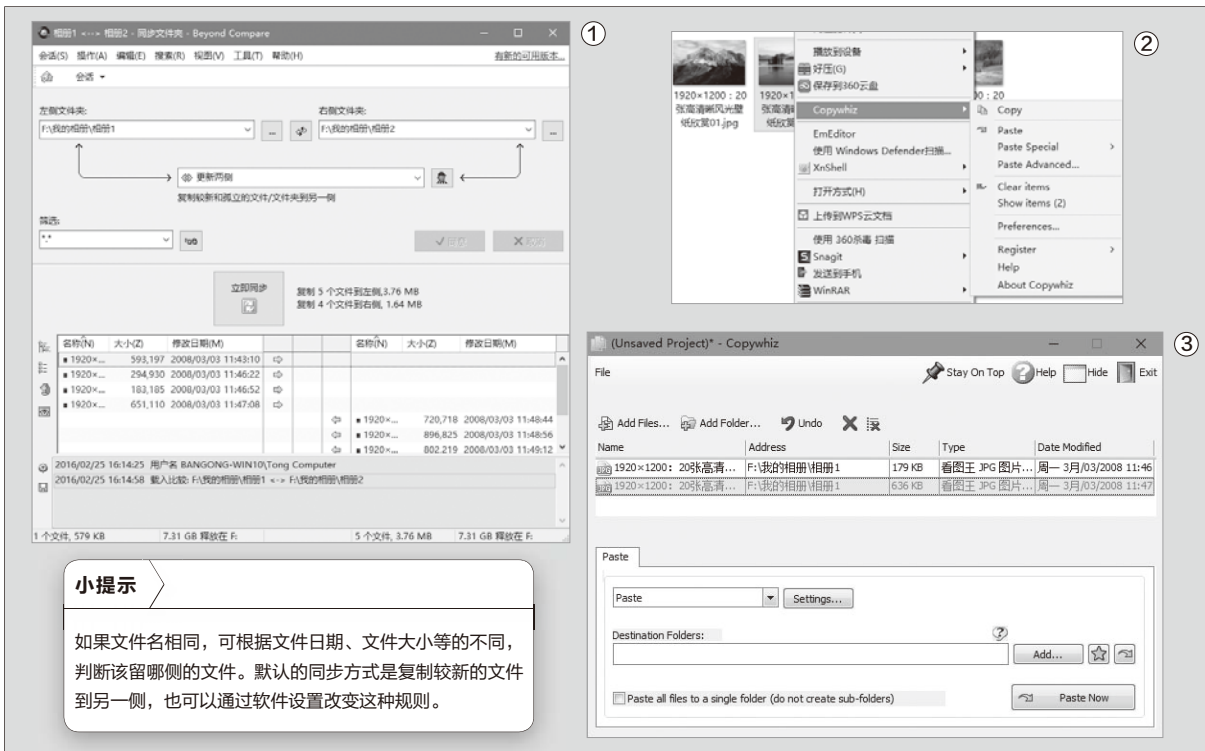 相册1 <--> 相册2 - 同步文件夹 - Beyond Compare
①
会话(S) 操作(A) 编辑(E) 搜索(R) 视图(V) 工具(T) 帮助(H) 有新的可用版本...
会话
左侧文件夹: 右侧文件夹:
F:\我的相册\相册1 ... F:\我的相册\相册2 ...
更新两侧
复制较新和孤立的文件/文件夹到另一侧
筛选:
*.*
立即同步
复制 5 个文件到左侧,3.76 MB
复制 4 个文件到右侧, 1.64 MB
名称(N) 大小(Z) 修改日期(M) 名称(N) 大小(Z) 修改日期(M)
1920×... 593,197 2008/03/03 11:43:10
1920×... 294,930 2008/03/03 11:46:22
1920×... 183,185 2008/03/03 11:46:52
1920×... 651,110 2008/03/03 11:47:08
1920×... 720,718 2008/03/03 11:48:44
1920×... 896,825 2008/03/03 11:48:56
1920×... 802,219 2008/03/03 11:49:12
2016/02/25 16:14:25 用户名 BANGONG-WIN10\Tong Computer
2016/02/25 16:14:58 载入比较: F:\我的相册\相册1 <-> F:\我的相册\相册2
1 个文件, 579 KB 7.31 GB 释放在 F: 5 个文件, 3.76 MB 7.31 GB 释放在 F:
小提示
如果文件名相同，可根据文件日期、文件大小等的不同，
判断该留哪侧的文件。默认的同步方式是复制较新的文件
到另一侧，也可以通过软件设置改变这种规则。
②
1920×1200：20
张高清晰风光壁
纸欣赏01.jpg
1920×1
张高清
纸欣赏
0：20
播放到设备
好压(G)
保存到360云盘
Copywhiz
EmEditor
使用 Windows Defender扫描...
XnShell
打开方式(H)
上传到WPS云文档
使用 360杀毒 扫描
Snagit
发送到手机
WinRAR
Copy
Paste
Paste Special
Paste Advanced...
Clear items
Show items (2)
Preferences...
Register
Help
About Copywhiz
③
(Unsaved Project)* - Copywhiz
File Stay On Top Help Hide Exit
Add Files... Add Folder... Undo
Name Address Size Type Date Modified
1920×1200：20张高清... F:\我的相册\相册1 179 KB 看图王 JPG 图片... 周一 3月/03/2008 11:46
1920×1200：20张高清... F:\我的相册\相册1 636 KB 看图王 JPG 图片... 周一 3月/03/2008 11:47
Paste
Paste Settings...
Destination Folders:
Add...
Paste all files to a single folder (do not create sub-folders) Paste Now